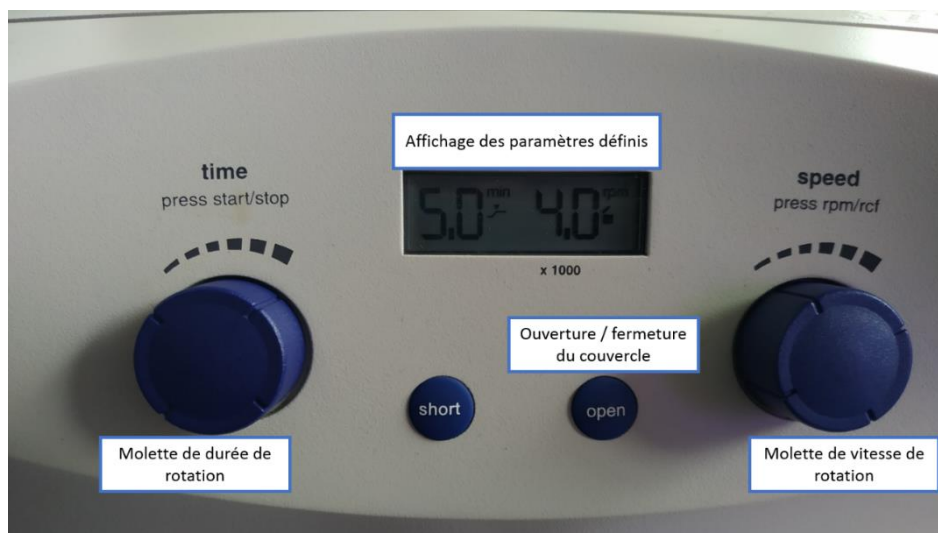 Affichage des paramètres définis
time
press start/stop
5.0 min 4.0 rpm
x 1000
speed
press rpm/rcf
Ouverture / fermeture
du couvercle
short
open
Molette de durée de
rotation
Molette de vitesse de
rotation